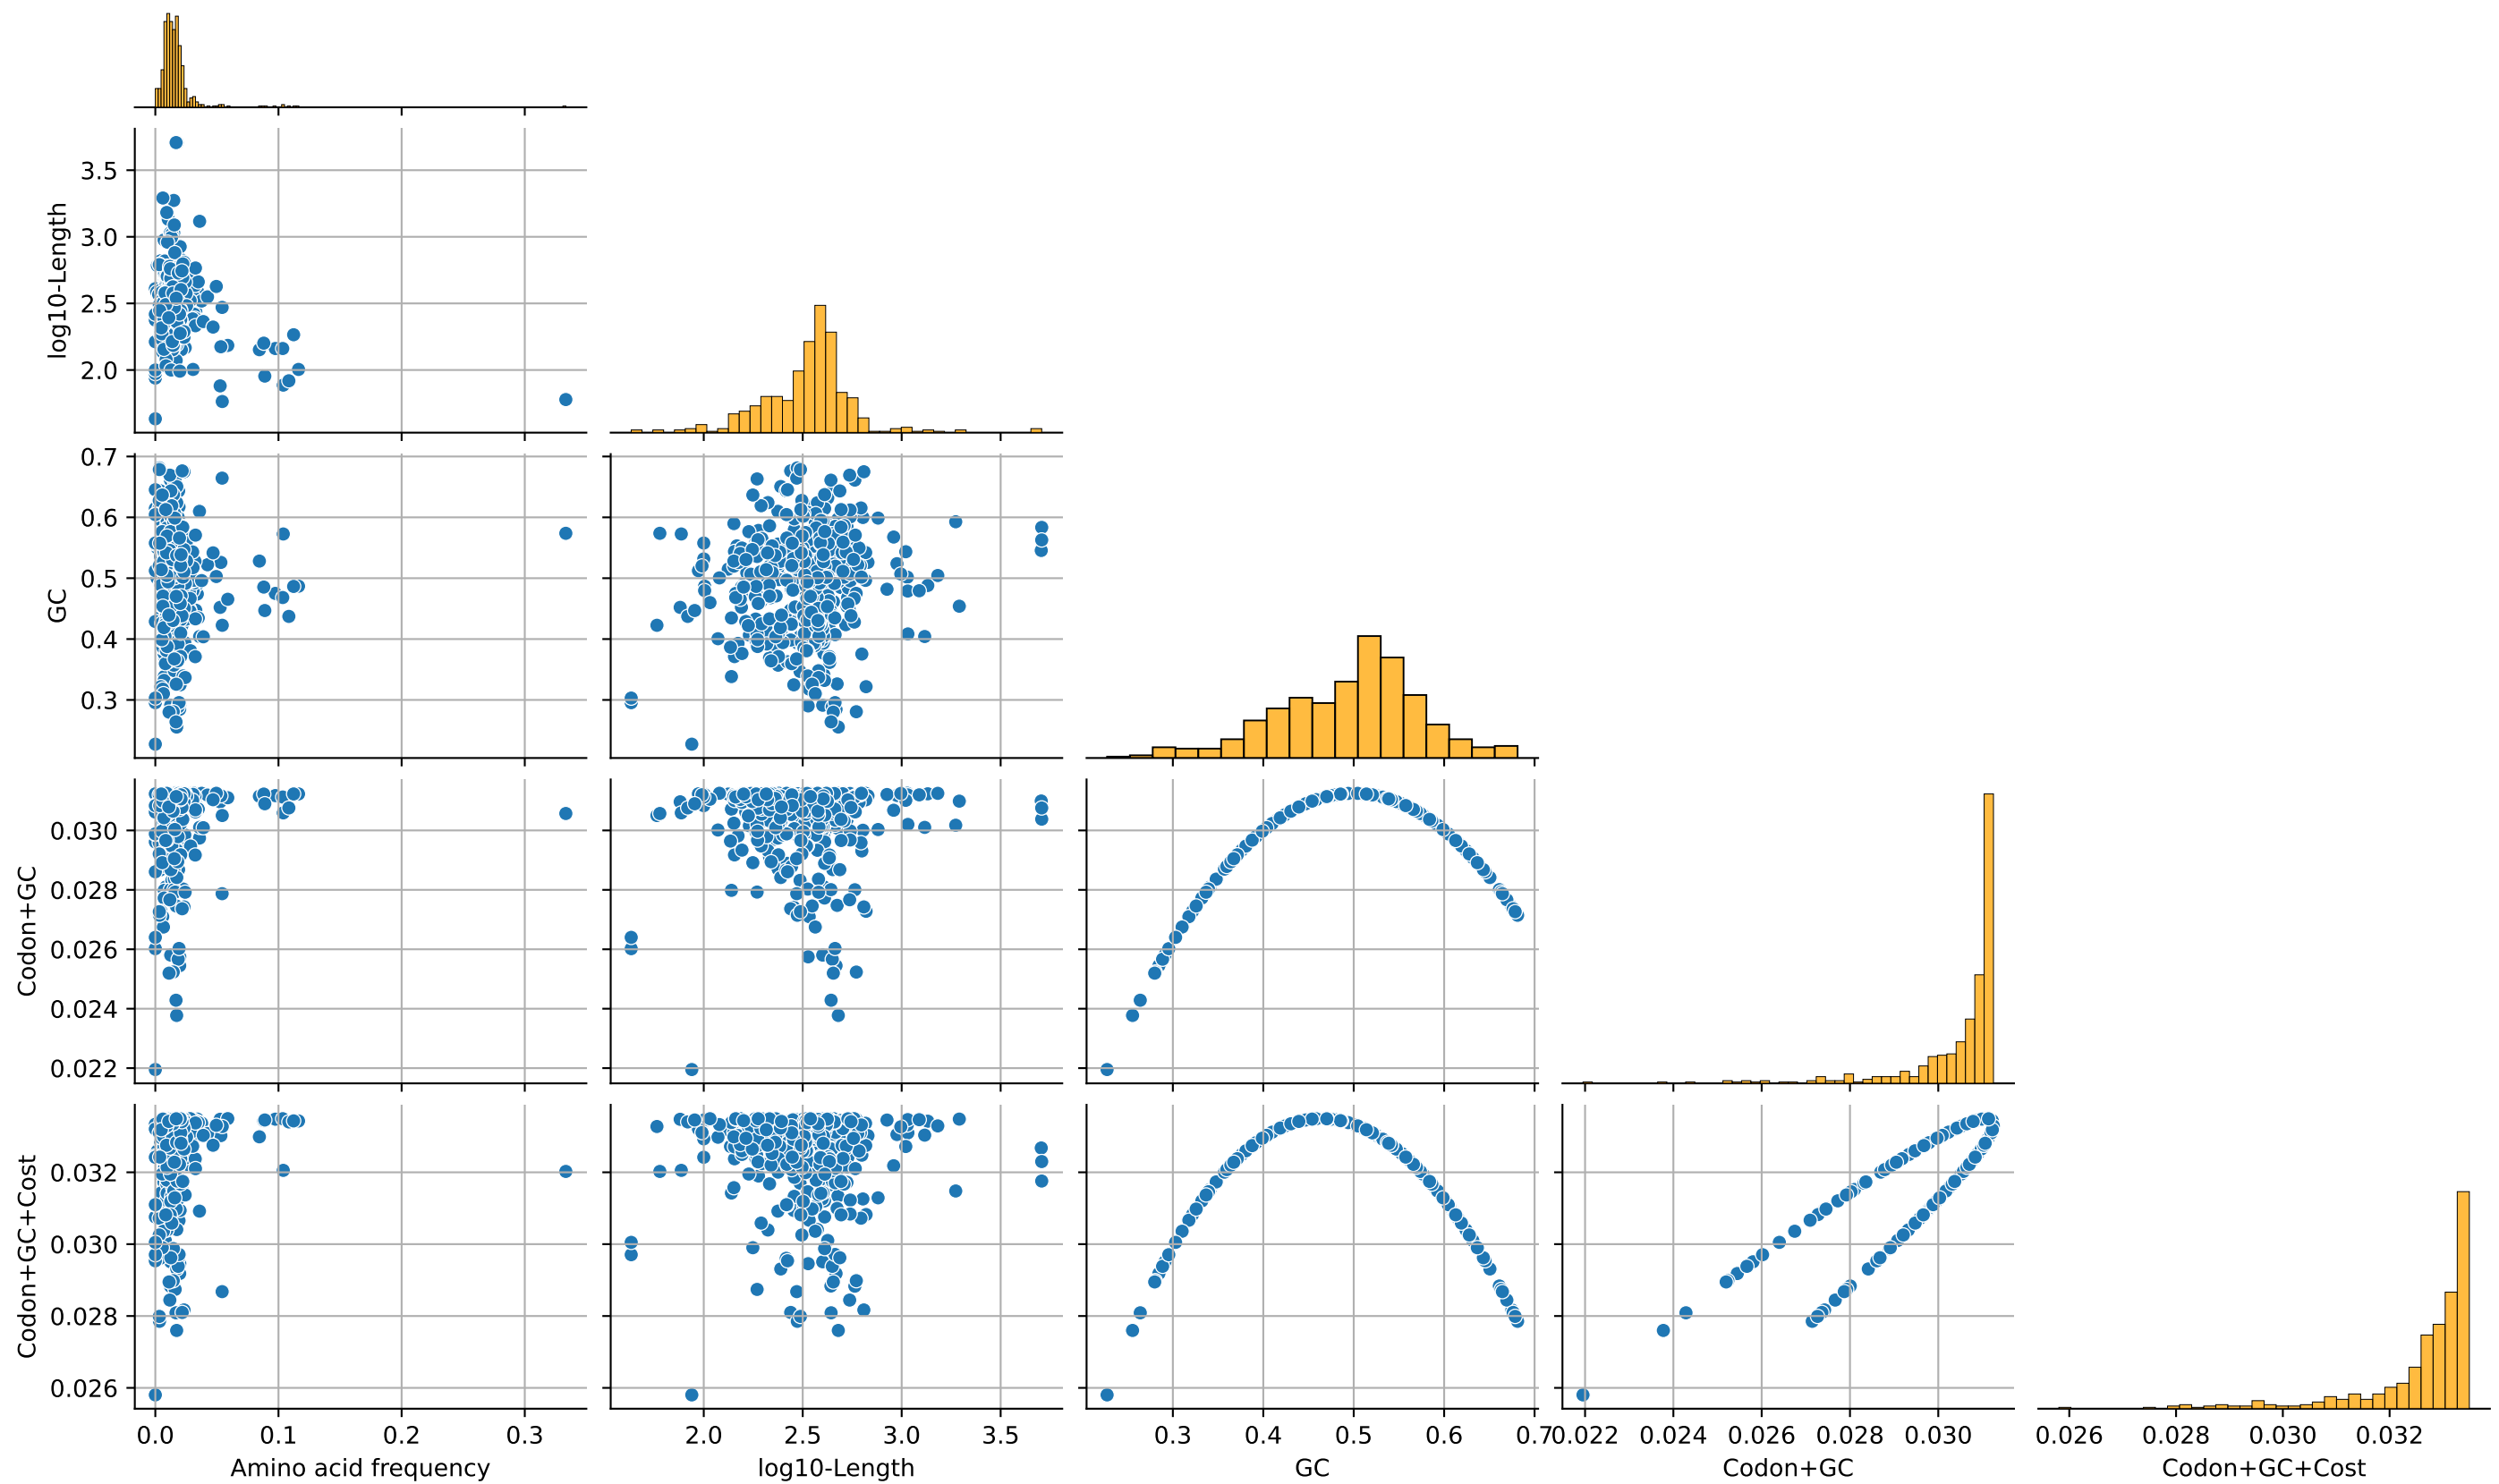 log10-Length
3.5
3.0
2.5
2.0
GC
0.7
0.6
0.5
0.4
0.3
Codon+GC
0.030
0.028
0.026
0.024
0.022
Codon+GC+Cost
0.032
0.030
0.028
0.026
0.0 0.1 0.2 0.3
Amino acid frequency
2.0 2.5 3.0 3.5
log10-Length
0.3 0.4 0.5 0.6 0.7
GC
0.022 0.024 0.026 0.028 0.030
Codon+GC
0.026 0.028 0.030 0.032
Codon+GC+Cost